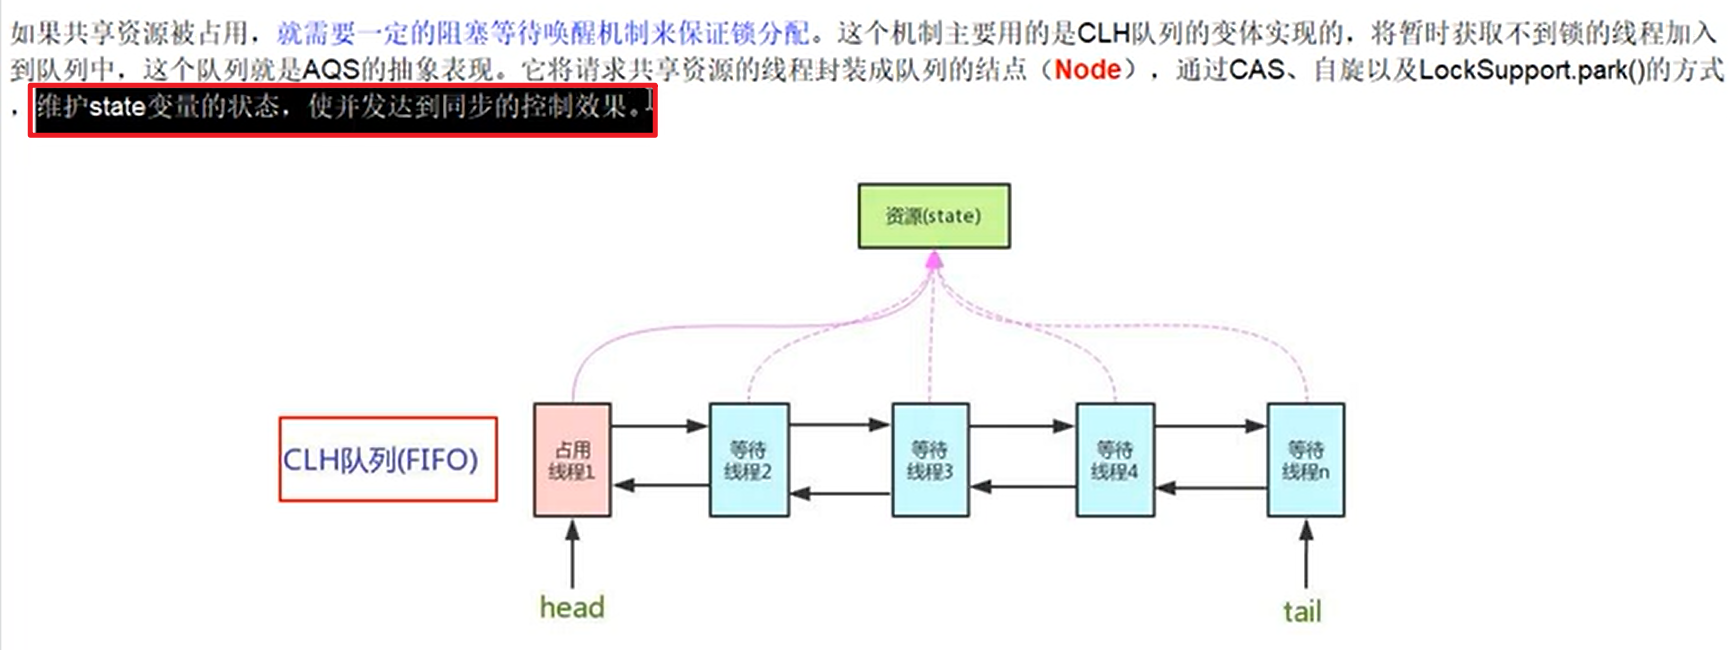 如果共享资源被占用，就需要一定的阻塞等待唤醒机制来保证锁分配。这个机制主要用的是CLH队列的变体实现的，将暂时获取不到锁的线程加入
到队列中，这个队列就是AQS的抽象表现。它将请求共享资源的线程封装成队列的结点（Node），通过CAS、自旋以及LockSupport.park()的方式
，维护state变量的状态，使并发达到同步的控制效果。
资源(state)
CLH队列(FIFO)
占用
线程1
等待
线程2
等待
线程3
等待
线程4
等待
线程n
head
tail